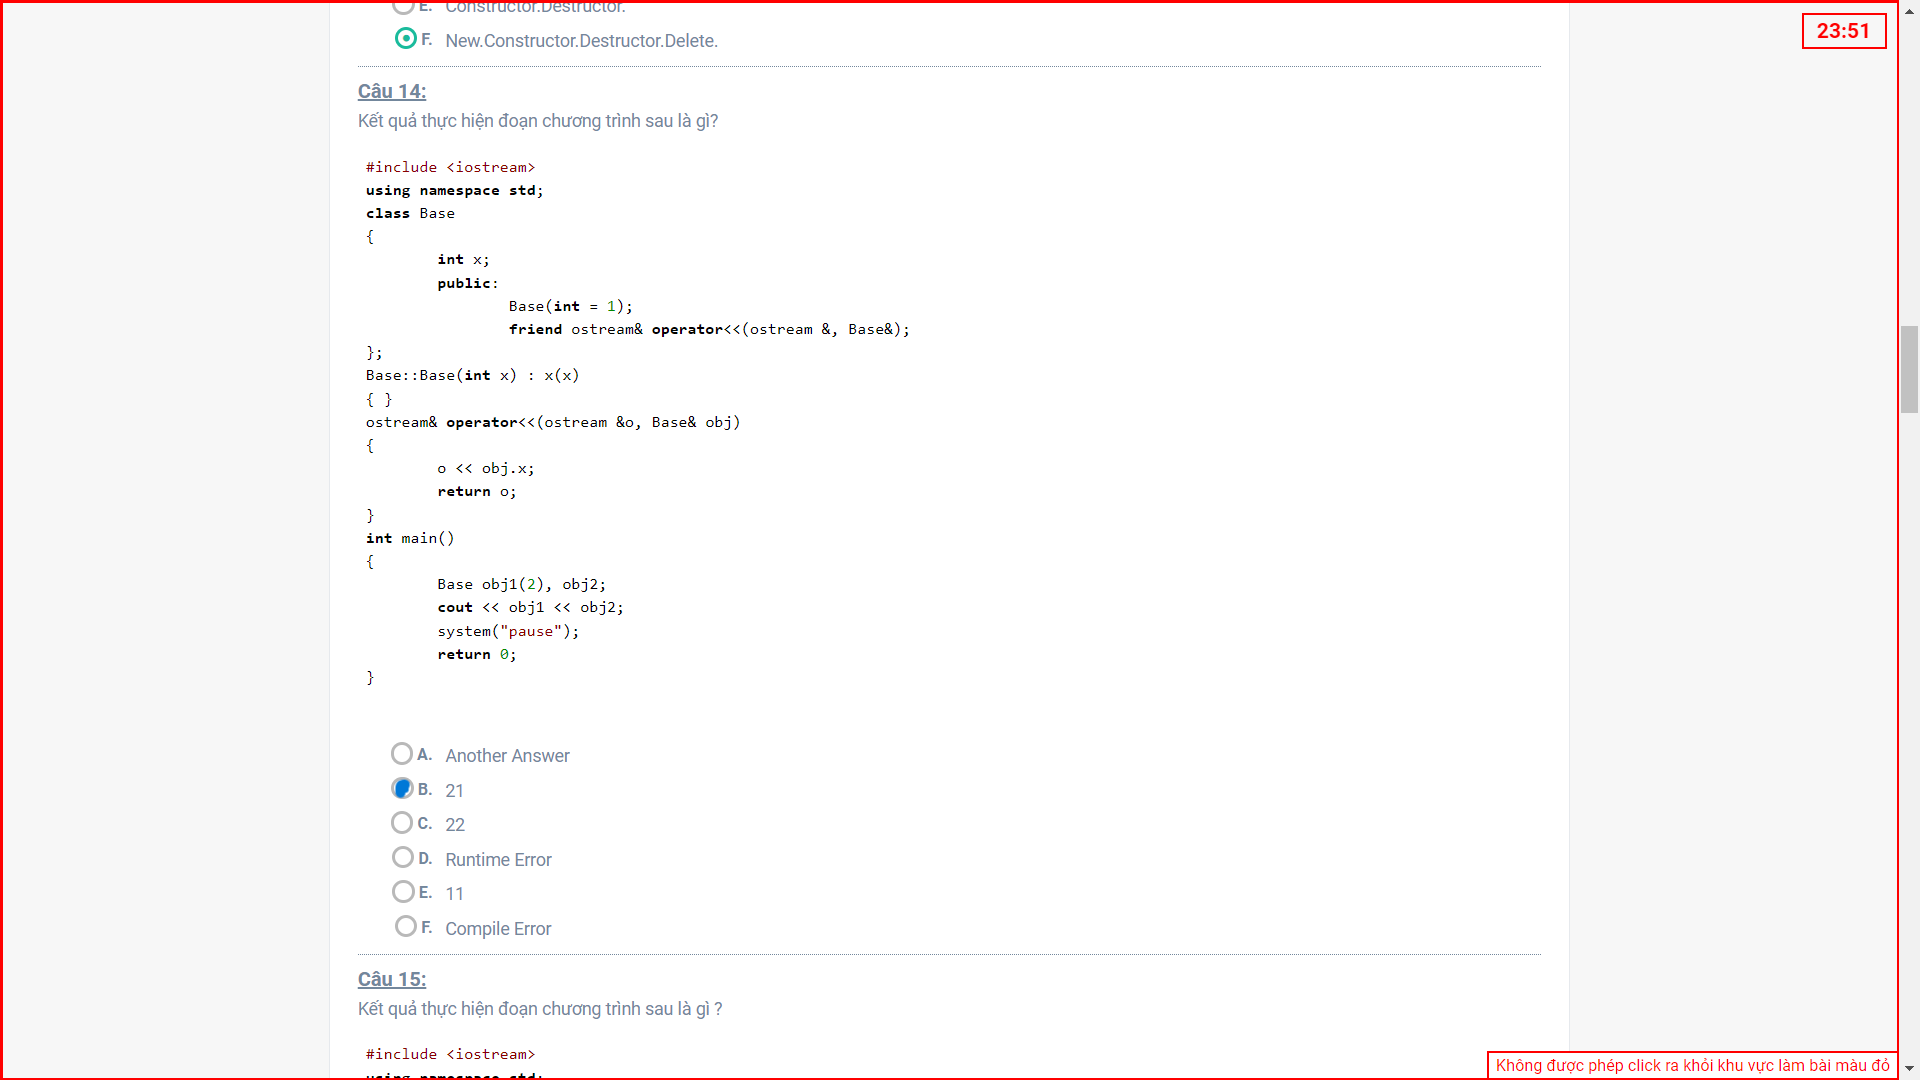 E. Constructor.Destructor.
23:51
F. New.Constructor.Destructor.Delete.
Câu 14:
Kết quả thực hiện đoạn chương trình sau là gì?
#include <iostream>
using namespace std;
class Base
{
int x;
public:
Base(int = 1);
friend ostream& operator<<(ostream &, Base&);
};
Base::Base(int x) : x(x)
{ }
ostream& operator<<(ostream &o, Base& obj)
{
o << obj.x;
return o;
}
int main()
{
Base obj1(2), obj2;
cout << obj1 << obj2;
system("pause");
return 0;
}
A. Another Answer
B. 21
C. 22
D. Runtime Error
E. 11
F. Compile Error
Câu 15:
Kết quả thực hiện đoạn chương trình sau là gì ?
#include <iostream>
using namespace std;
Không được phép click ra khỏi khu vực làm bài màu đỏ